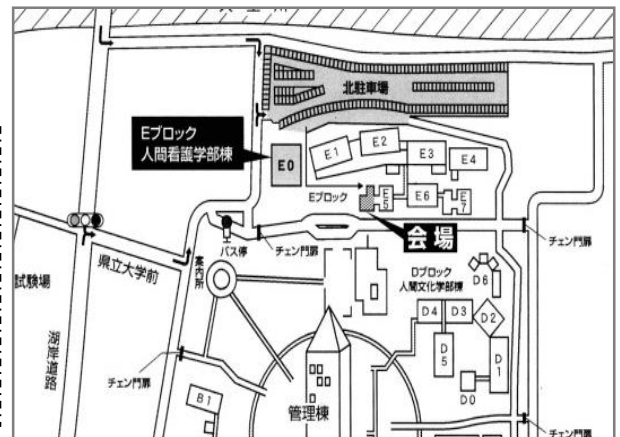 北駐車場
Eブロック
人間看護学部棟
E0
E1
E2
E3
E4
Eブロック
E5
E6
E7
会場
バス停
チェン門扉
チェン門扉
県立大学前
案内所
試験場
Dブロック
人間文化学部棟
D6
D4
D3
D2
D5
D1
D0
湖岸道路
チェン門扉
B1
管理棟
チェン門扉